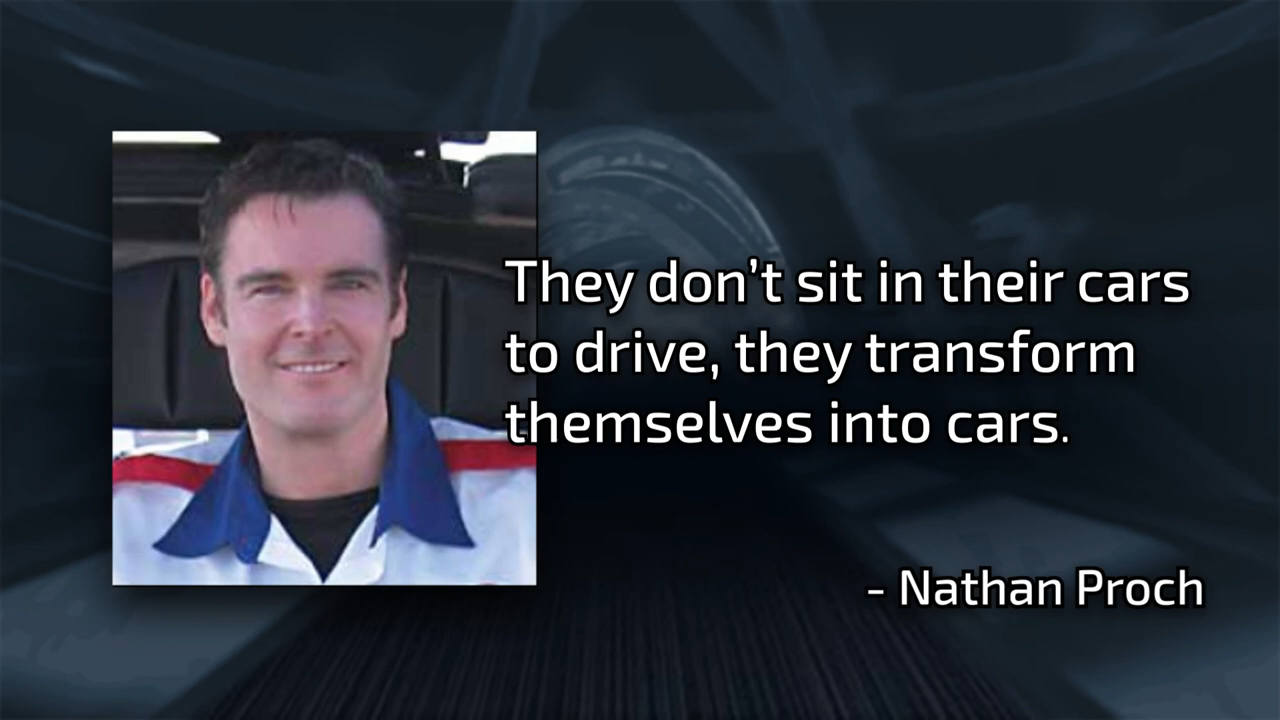 They don’t sit in their cars
to drive, they transform
themselves into cars.
- Nathan Proch